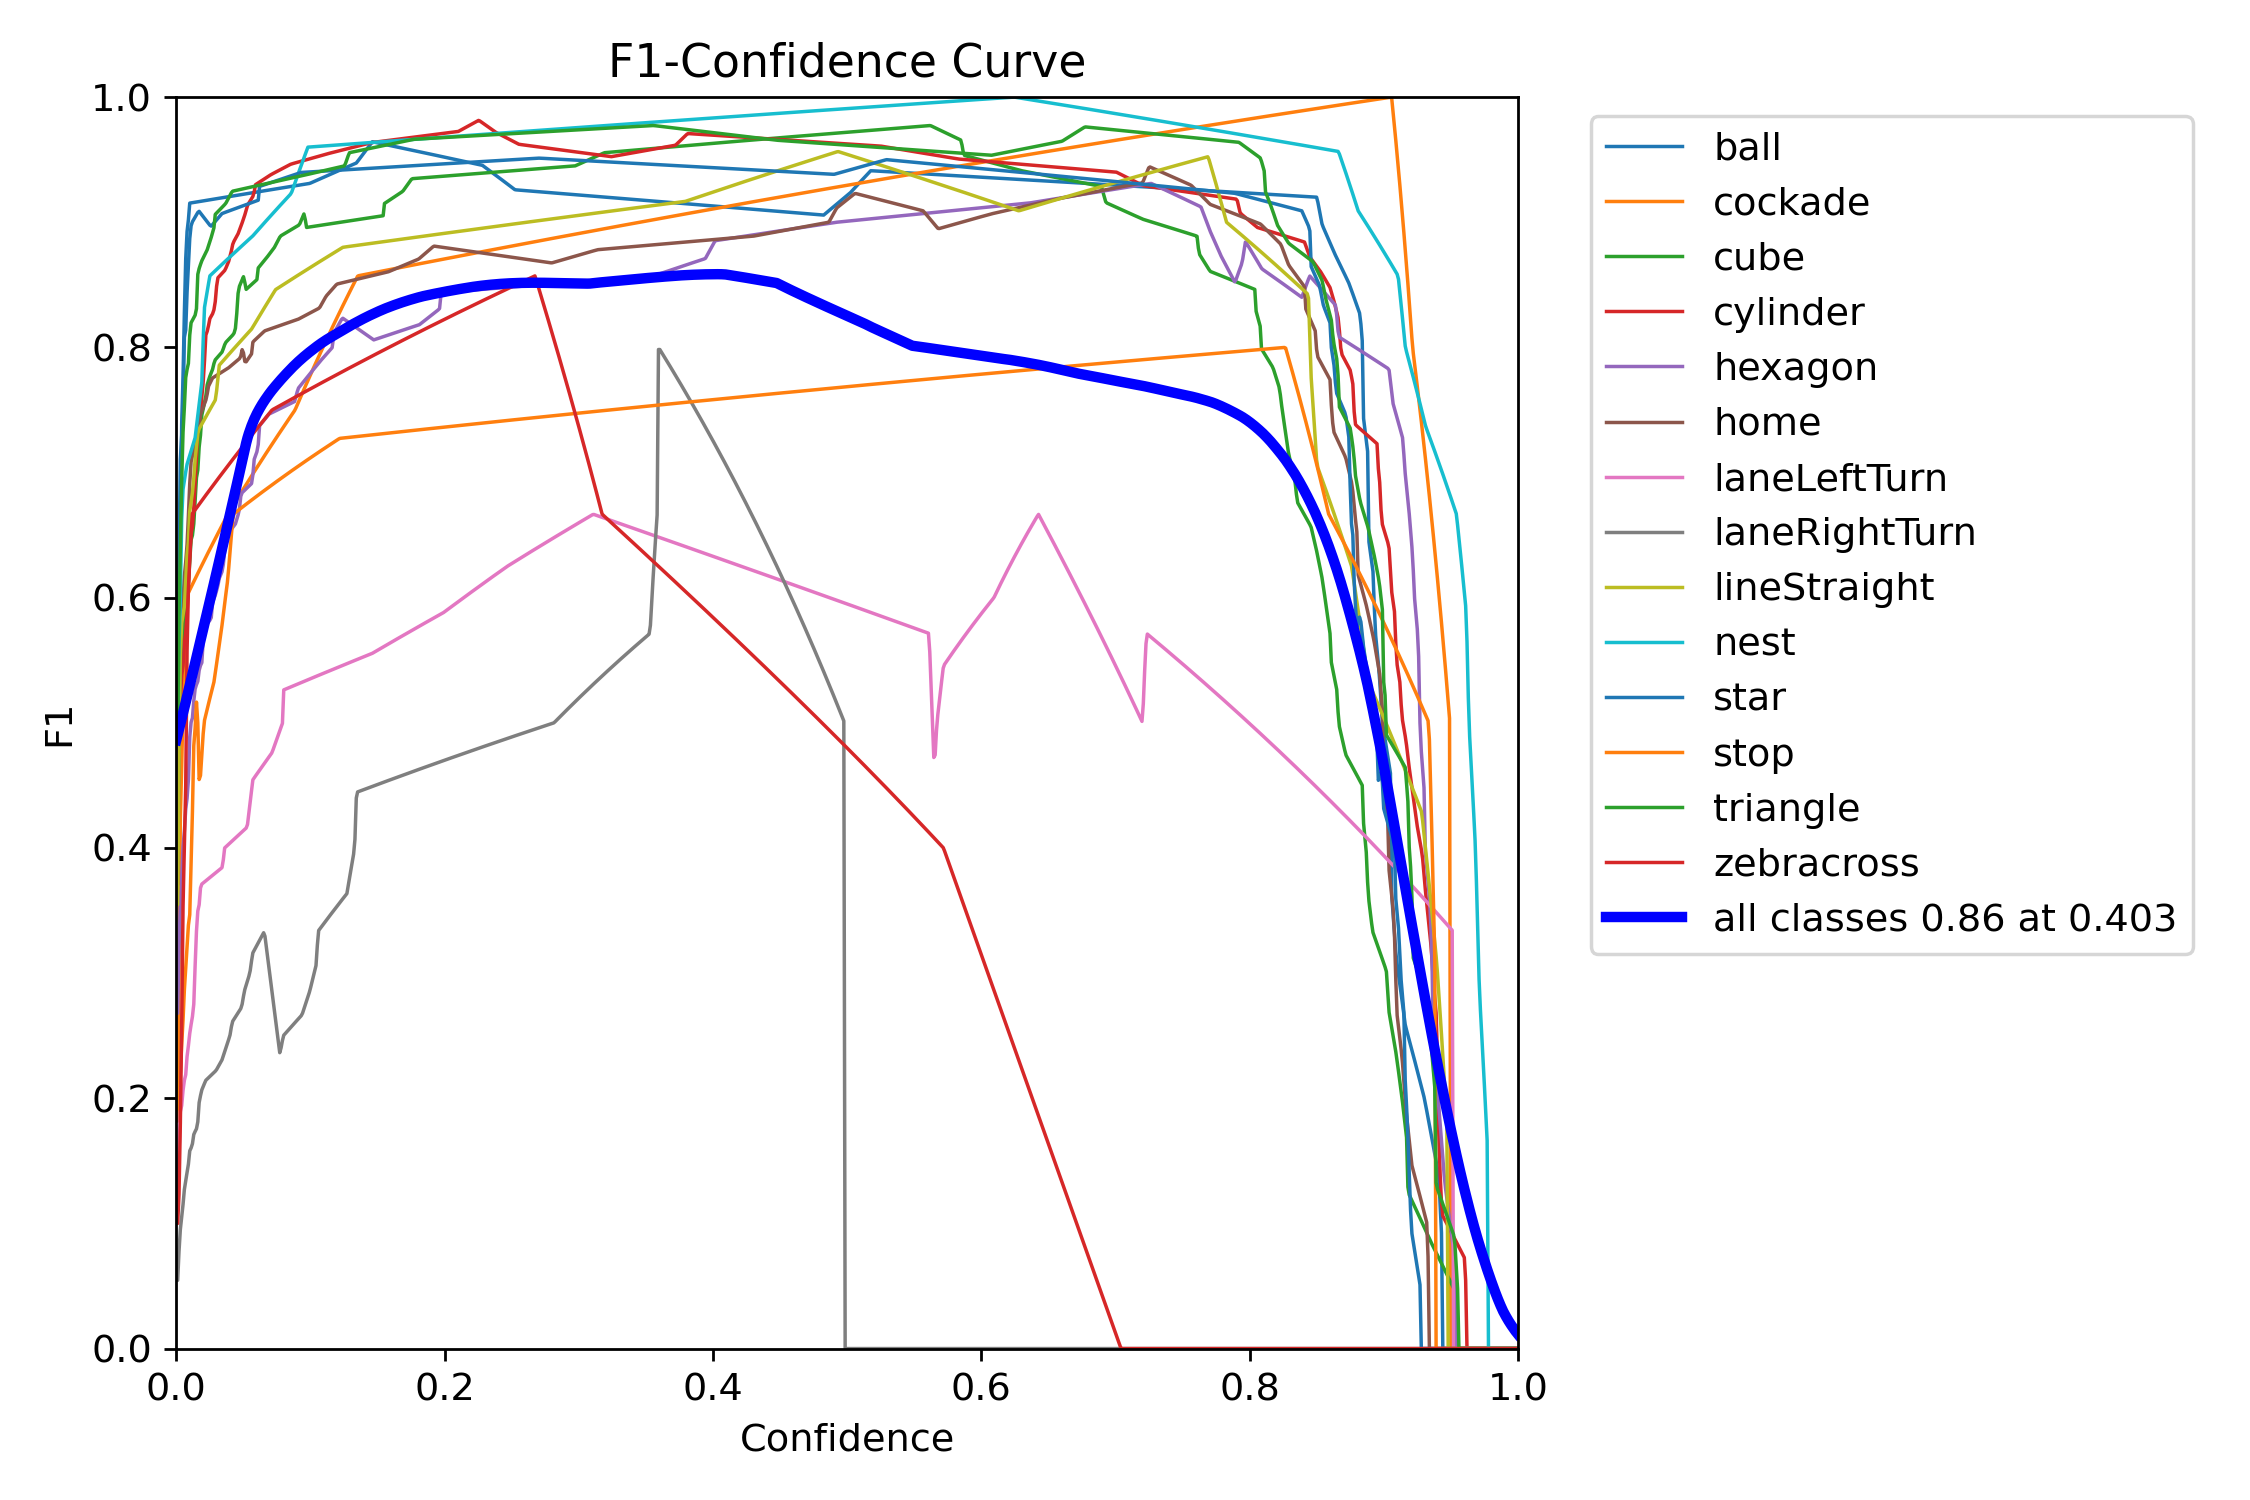 F1-Confidence Curve
1.0
0.8
0.6
0.4
0.2
0.0
F1
0.0 0.2 0.4 0.6 0.8 1.0
Confidence
ball
cockade
cube
cylinder
hexagon
home
laneLeftTurn
laneRightTurn
lineStraight
nest
star
stop
triangle
zebracross
all classes 0.86 at 0.403